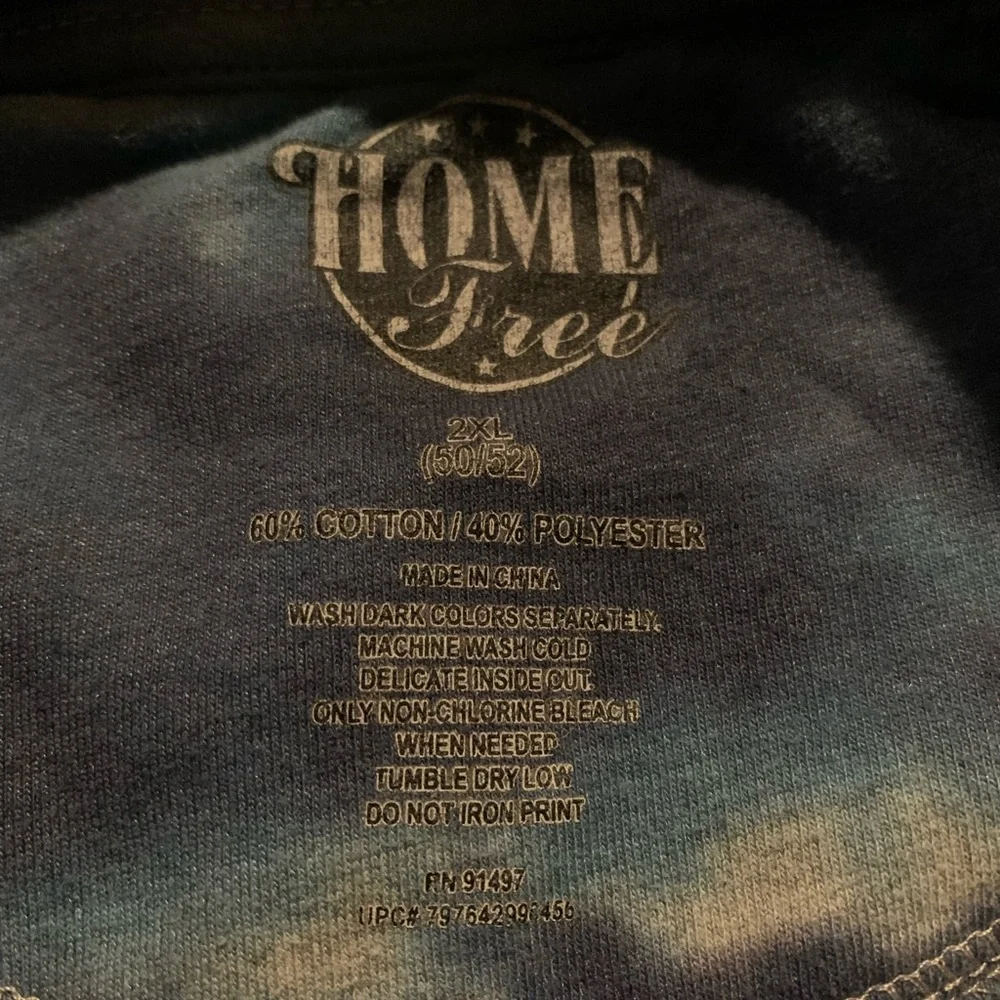 HOME
Free
2XL
(50/52)
60% COTTON / 40% POLYESTER
MADE IN CHINA
WASH DARK COLORS SEPARATELY.
MACHINE WASH COLD
DELICATE INSIDE OUT.
ONLY NON-CHLORINE BLEACH
WHEN NEEDED
TUMBLE DRY LOW
DO NOT IRON PRINT
RN 91497
UPC#